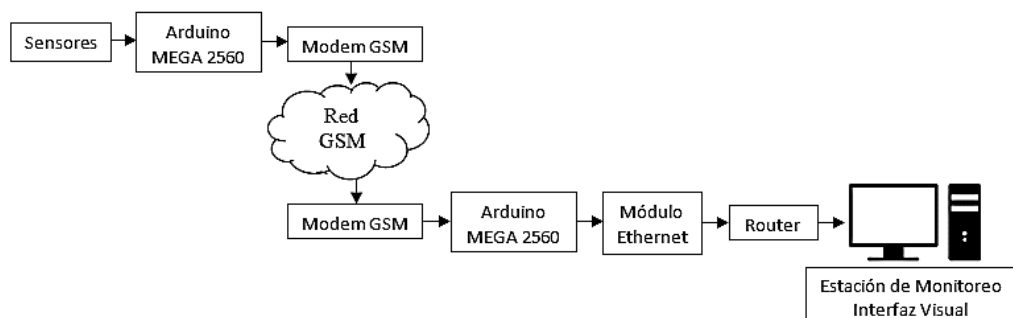 Sensores
Arduino
MEGA 2560
Modem GSM
Red
GSM
Modem GSM
Arduino
MEGA 2560
Módulo
Ethernet
Router
Estación de Monitoreo
Interfaz Visual